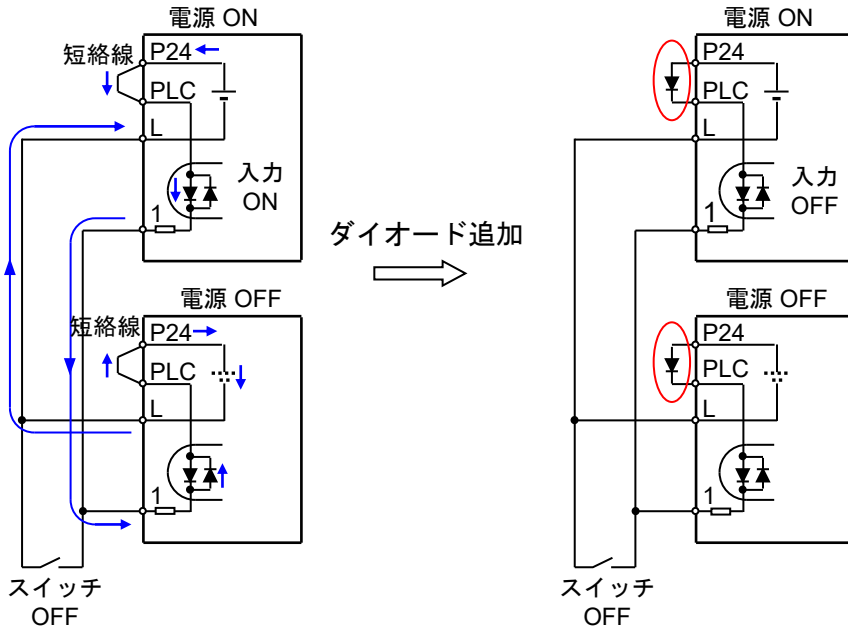 電源 ON
短絡線
P24
PLC
L
入力
ON
1
電源 OFF
短絡線
P24
PLC
L
1
スイッチ
OFF
ダイオード追加
電源 ON
P24
PLC
L
入力
OFF
1
電源 OFF
P24
PLC
L
1
スイッチ
OFF